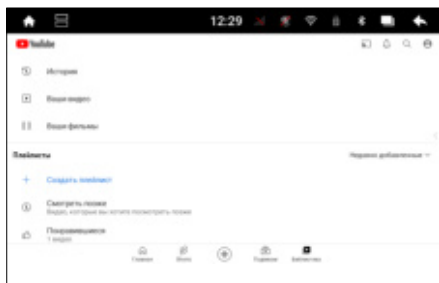 12:29
YouTube
История
Ваши видео
Ваши фильмы
Плейлисты
Недавно добавленные
Создать плейлист
Смотреть позже
Видео, которые вы хотите посмотреть позже
Понравившиеся
1 видео
Главная
Shorts
Подписки
Библиотека